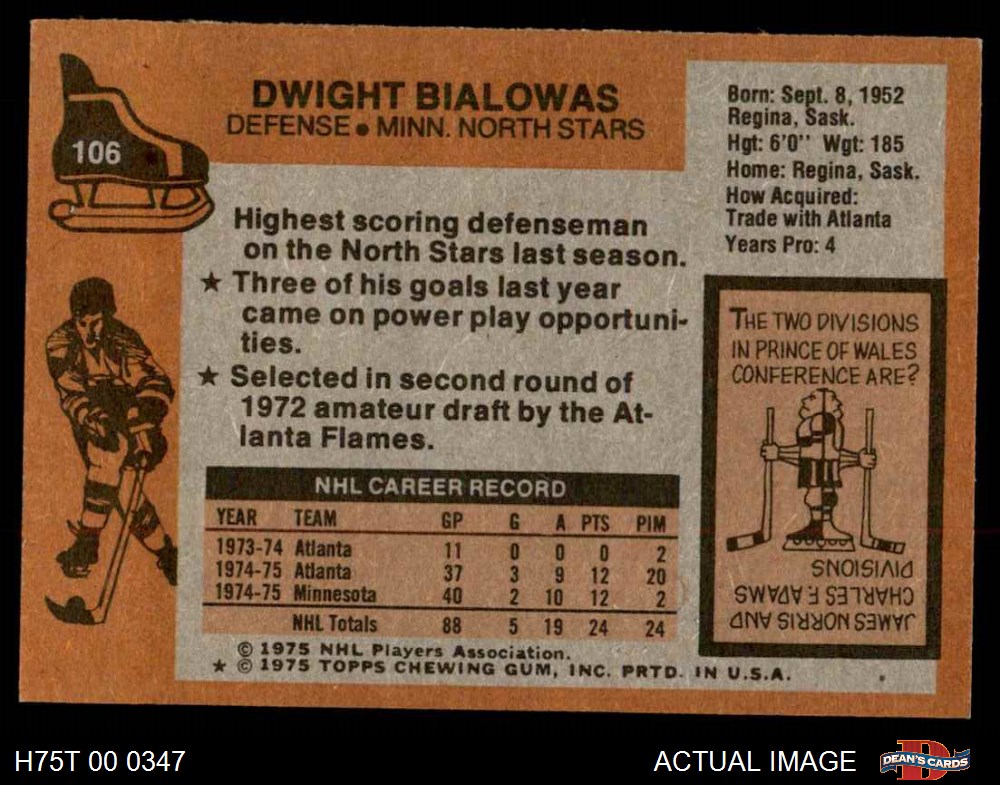 106
DWIGHT BIALOWAS
DEFENSE ● MINN. NORTH STARS
Born: Sept. 8, 1952
Regina, Sask.
Hgt: 6'0" Wgt: 185
Home: Regina, Sask.
How Acquired:
Trade with Atlanta
Years Pro: 4
Highest scoring defenseman
on the North Stars last season.
★ Three of his goals last year
came on power play opportuni-
ties.
★ Selected in second round of
1972 amateur draft by the At-
lanta Flames.
NHL CAREER RECORD
YEAR TEAM GP G A PTS PIM
1973-74 Atlanta 11 0 0 0 2
1974-75 Atlanta 37 3 9 12 20
1974-75 Minnesota 40 2 10 12 2
NHL Totals 88 5 19 24 24
© 1975 NHL Players Association.
★ © 1975 TOPPS CHEWING GUM, INC. PRTD. IN U.S.A.
THE TWO DIVISIONS
IN PRINCE OF WALES
CONFERENCE ARE?
JAMES NORRIS AND
CHARLES F. ADAMS
DIVISIONS
H75T 00 0347
ACTUAL IMAGE
D
DEAN'S CARDS